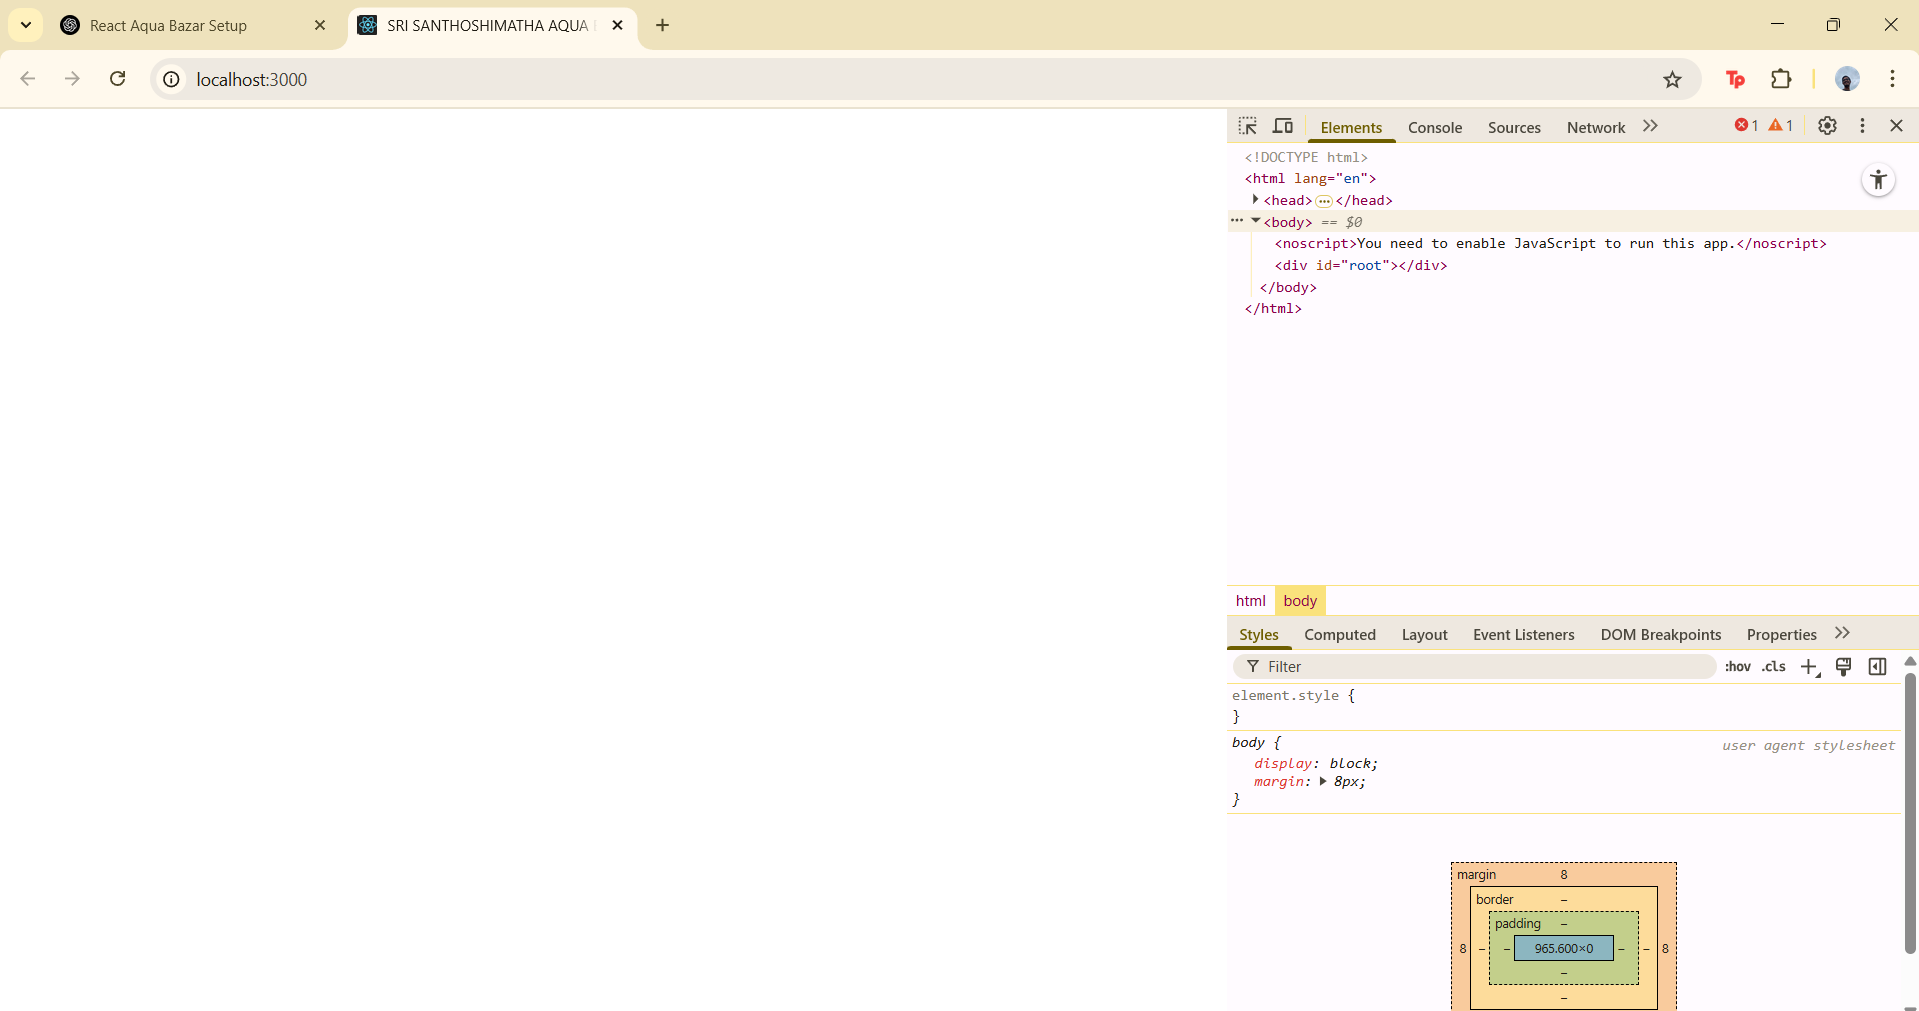 React Aqua Bazar Setup
SRI SANTHOSHIMATHA AQUA
localhost:3000
Tp
Elements Console Sources Network 1 1
<!DOCTYPE html>
<html lang="en">
<head> </head>
<body> == $0
<noscript>You need to enable JavaScript to run this app.</noscript>
<div id="root"></div>
</body>
</html>
html body
Styles Computed Layout Event Listeners DOM Breakpoints Properties
Filter :hov .cls
element.style {
}
body { user agent stylesheet
display: block;
margin: 8px;
}
margin 8
border –
padding –
8 – – 965.600×0 – – 8
–
–